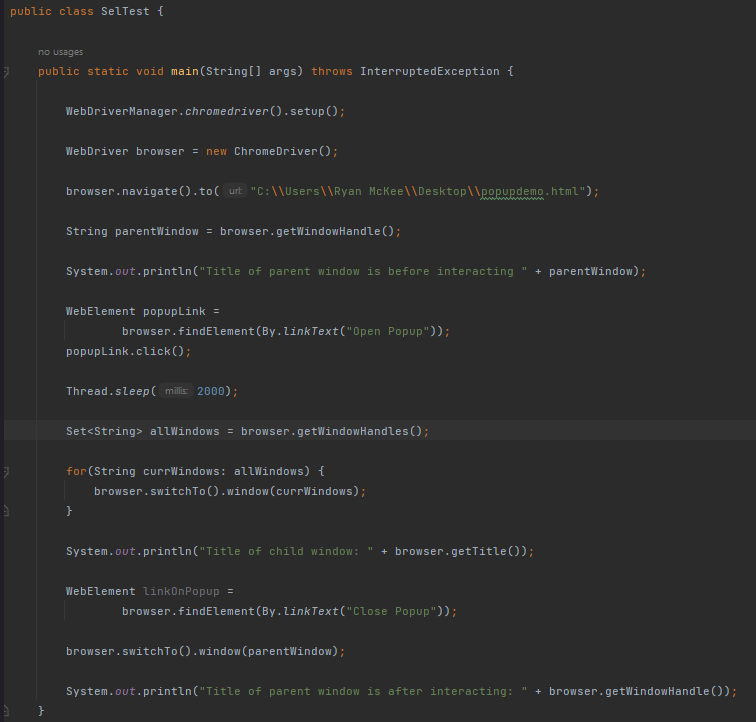 public class SelTest {
no usages
public static void main(String[] args) throws InterruptedException {
WebDriverManager.chromedriver().setup();
WebDriver browser = new ChromeDriver();
browser.navigate().to( url: "C:\\Users\\Ryan McKee\\Desktop\\popupdemo.html");
String parentWindow = browser.getWindowHandle();
System.out.println("Title of parent window is before interacting " + parentWindow);
WebElement popupLink =
browser.findElement(By.linkText("Open Popup"));
popupLink.click();
Thread.sleep( millis: 2000);
Set<String> allWindows = browser.getWindowHandles();
for(String currWindows: allWindows) {
browser.switchTo().window(currWindows);
}
System.out.println("Title of child window: " + browser.getTitle());
WebElement linkOnPopup =
browser.findElement(By.linkText("Close Popup"));
browser.switchTo().window(parentWindow);
System.out.println("Title of parent window is after interacting: " + browser.getWindowHandle());
}